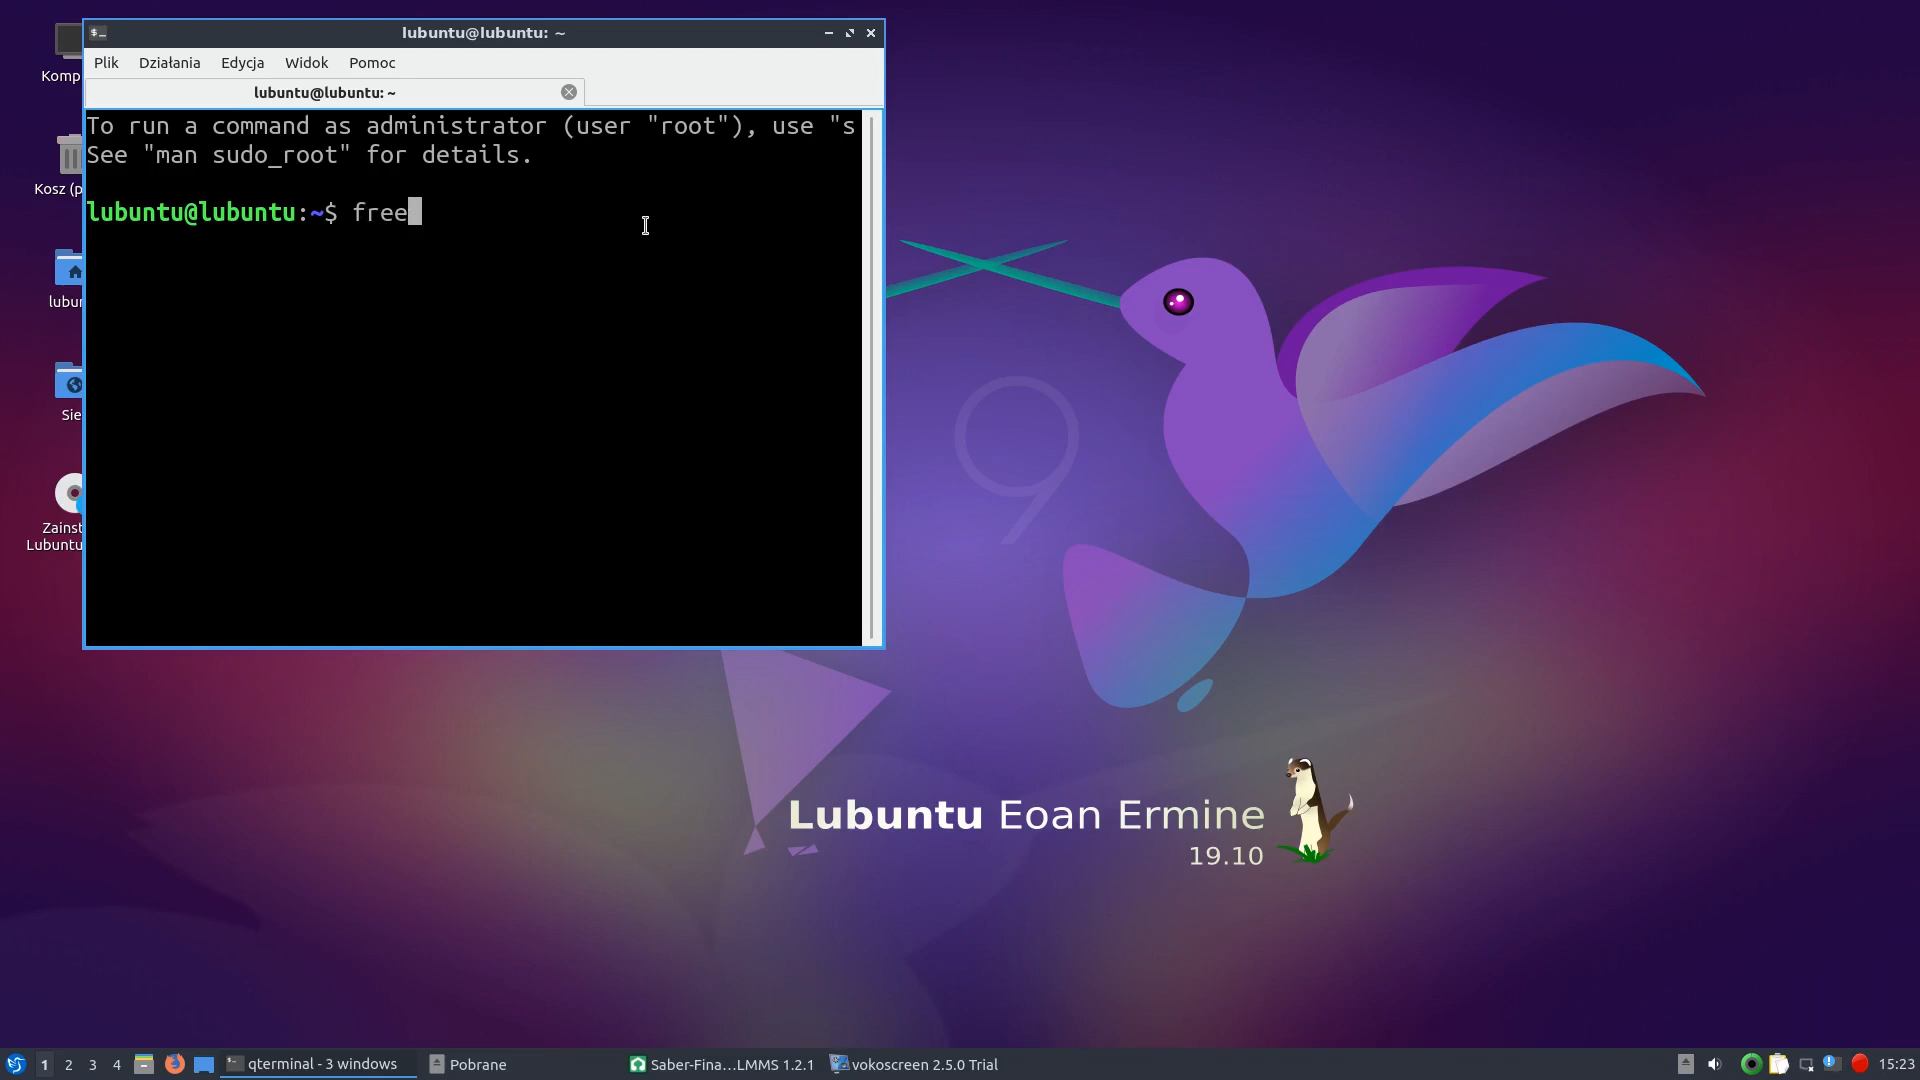 lubuntu@lubuntu: ~
Plik Działania Edycja Widok Pomoc
lubuntu@lubuntu: ~
To run a command as administrator (user "root"), use "s
See "man sudo_root" for details.
lubuntu@lubuntu:~$ free
Komp
Kosz (p
lubun
Sie
Zainst
Lubuntu
9
Lubuntu Eoan Ermine
19.10
1 2 3 4 qterminal - 3 windows Pobrane Saber-Fina...LMMS 1.2.1 vokoscreen 2.5.0 Trial 15:23